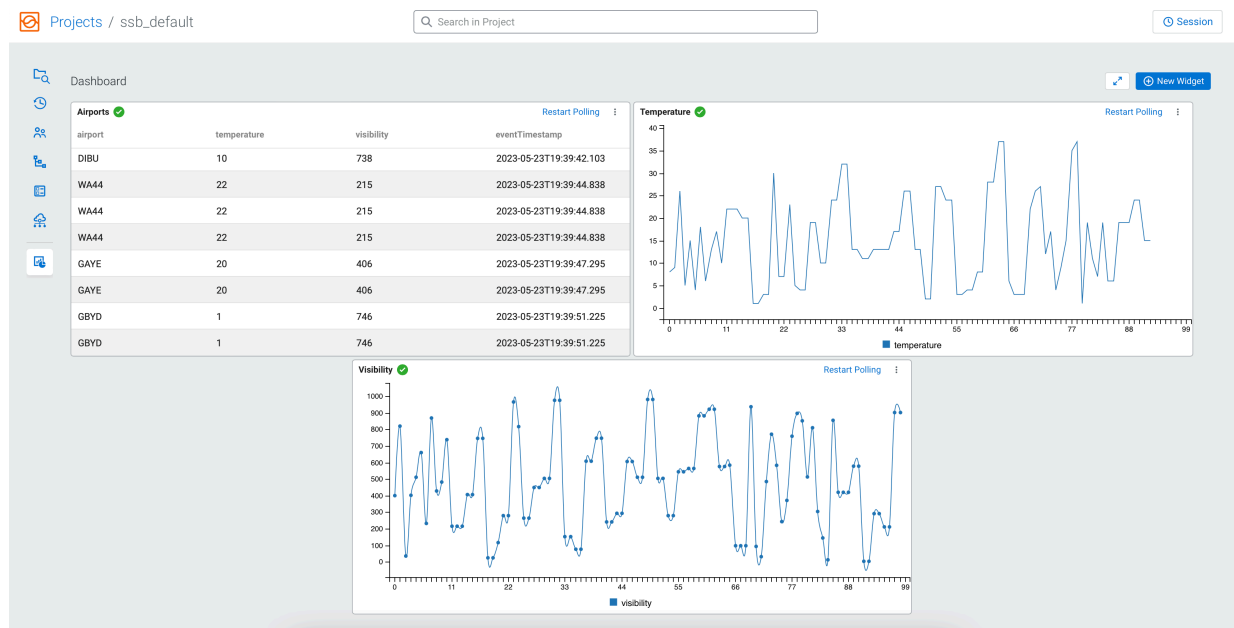 Projects / ssb_default
Search in Project
Session
Dashboard
New Widget
Airports
Restart Polling
airport temperature visibility eventTimestamp
DIBU 10 738 2023-05-23T19:39:42.103
WA44 22 215 2023-05-23T19:39:44.838
WA44 22 215 2023-05-23T19:39:44.838
WA44 22 215 2023-05-23T19:39:44.838
GAYE 20 406 2023-05-23T19:39:47.295
GAYE 20 406 2023-05-23T19:39:47.295
GBYD 1 746 2023-05-23T19:39:51.225
GBYD 1 746 2023-05-23T19:39:51.225
Temperature
Restart Polling
40
35
30
25
20
15
10
5
0
0 11 22 33 44 55 66 77 88 99
temperature
Visibility
Restart Polling
1000
900
800
700
600
500
400
300
200
100
0
0 11 22 33 44 55 66 77 88 99
visibility